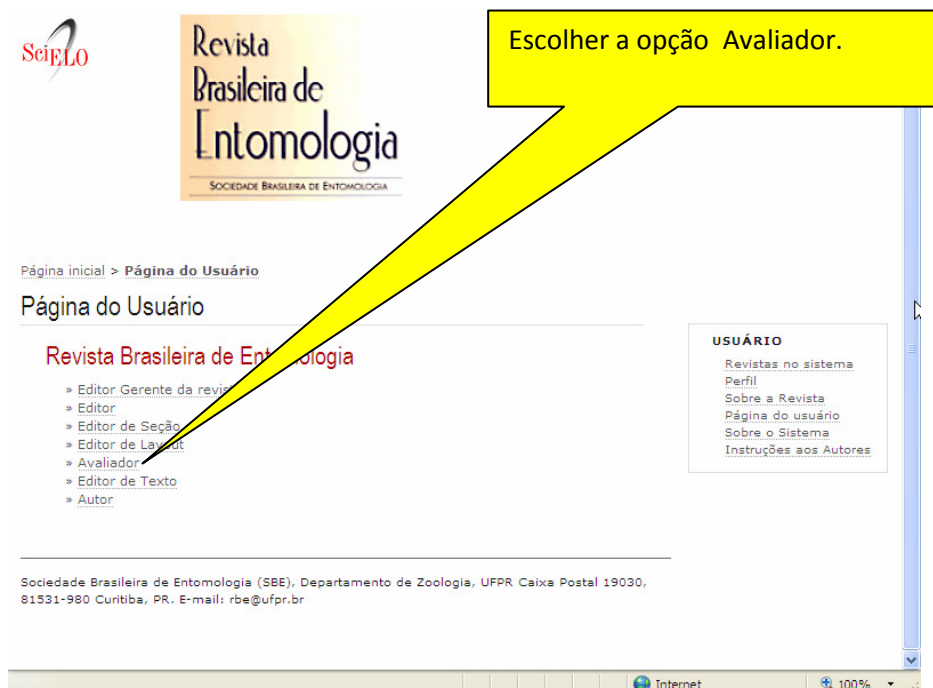 SciELO
Revista
Brasileira de
Entomologia
SOCIEDADE BRASILEIRA DE ENTOMOLOGIA
Escolher a opção Avaliador.
Página inicial > Página do Usuário
Página do Usuário
Revista Brasileira de Entomologia
» Editor Gerente da revista
» Editor
» Editor de Seção
» Editor de Layout
» Avaliador
» Editor de Texto
» Autor
USUÁRIO
Revistas no sistema
Perfil
Sobre a Revista
Página do usuário
Sobre o Sistema
Instruções aos Autores
Sociedade Brasileira de Entomologia (SBE), Departamento de Zoologia, UFPR Caixa Postal 19030,
81531-980 Curitiba, PR. E-mail: rbe@ufpr.br
Internet
100%